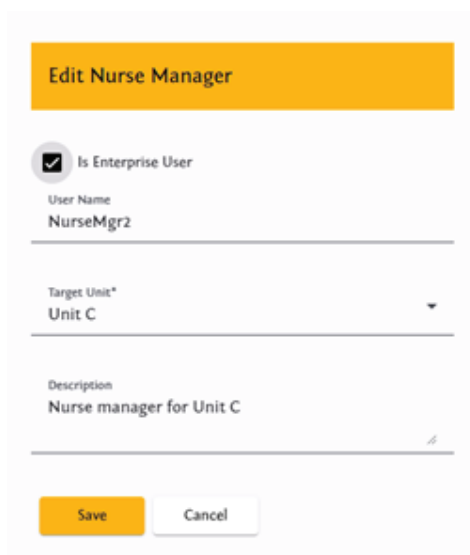 Edit Nurse Manager
Is Enterprise User
User Name
NurseMgr2
Target Unit*
Unit C
Description
Nurse manager for Unit C
Save Cancel